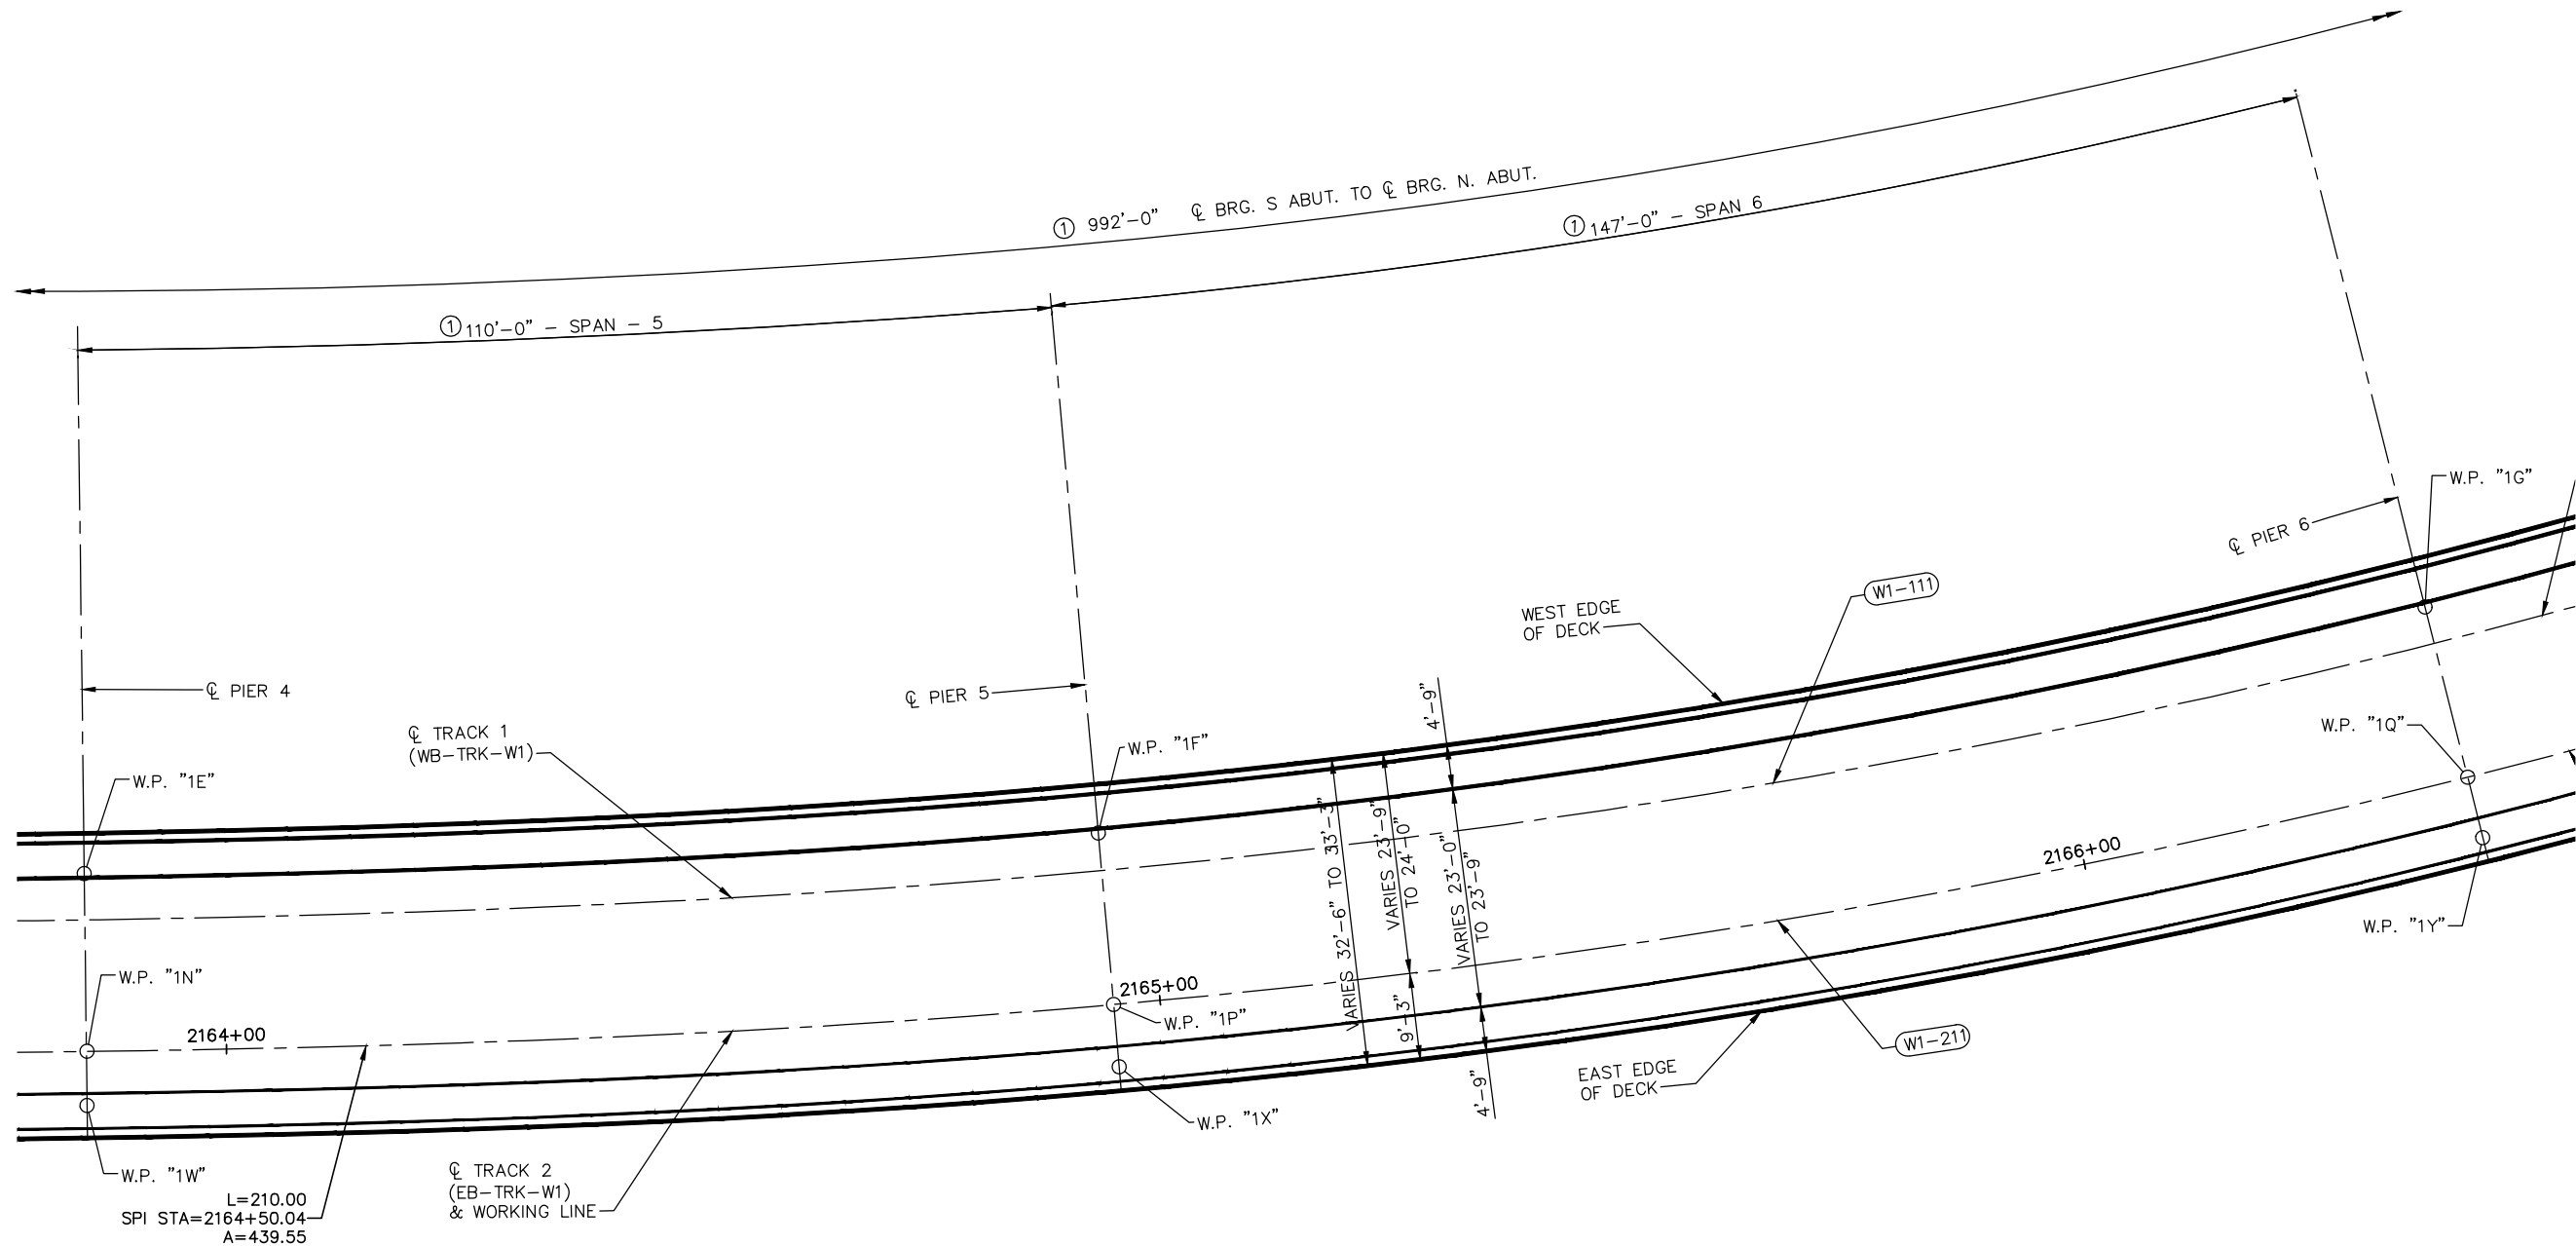 ① 992'-0" ℄ BRG. S ABUT. TO ℄ BRG. N. ABUT.
① 147'-0" - SPAN 6
① 110'-0" - SPAN - 5
W.P. "1G"
℄ PIER 6
W1-111
WEST EDGE
OF DECK
℄ PIER 4
℄ PIER 5
4'-9"
℄ TRACK 1
(WB-TRK-W1)
W.P. "1F"
W.P. "1Q"
W.P. "1E"
VARIES 32'-6" TO 33'-3"
VARIES 23'-9"
TO 24'-0"
VARIES 23'-0"
TO 23'-9"
2166+00
W.P. "1Y"
W.P. "1N"
2165+00
W.P. "1P"
9'-3"
2164+00
W1-211
EAST EDGE
OF DECK
4'-9"
W.P. "1X"
W.P. "1W"
L=210.00
SPI STA=2164+50.04
A=439.55
℄ TRACK 2
(EB-TRK-W1)
& WORKING LINE